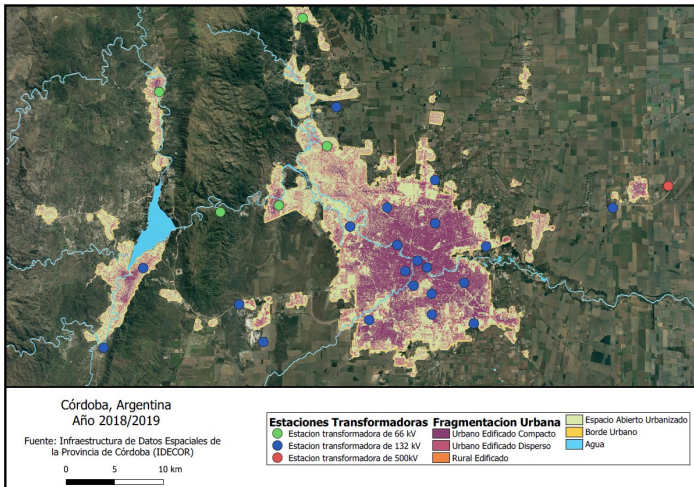 Córdoba, Argentina
Año 2018/2019
Fuente: Infraestructura de Datos Espaciales de
la Provincia de Córdoba (IDECOR)
0 5 10 km
Estaciones Transformadoras
Estacion transformadora de 66 kV
Estacion transformadora de 132 kV
Estacion transformadora de 500kV
Fragmentacion Urbana
Urbano Edificado Compacto
Urbano Edificado Disperso
Rural Edificado
Espacio Abierto Urbanizado
Borde Urbano
Agua